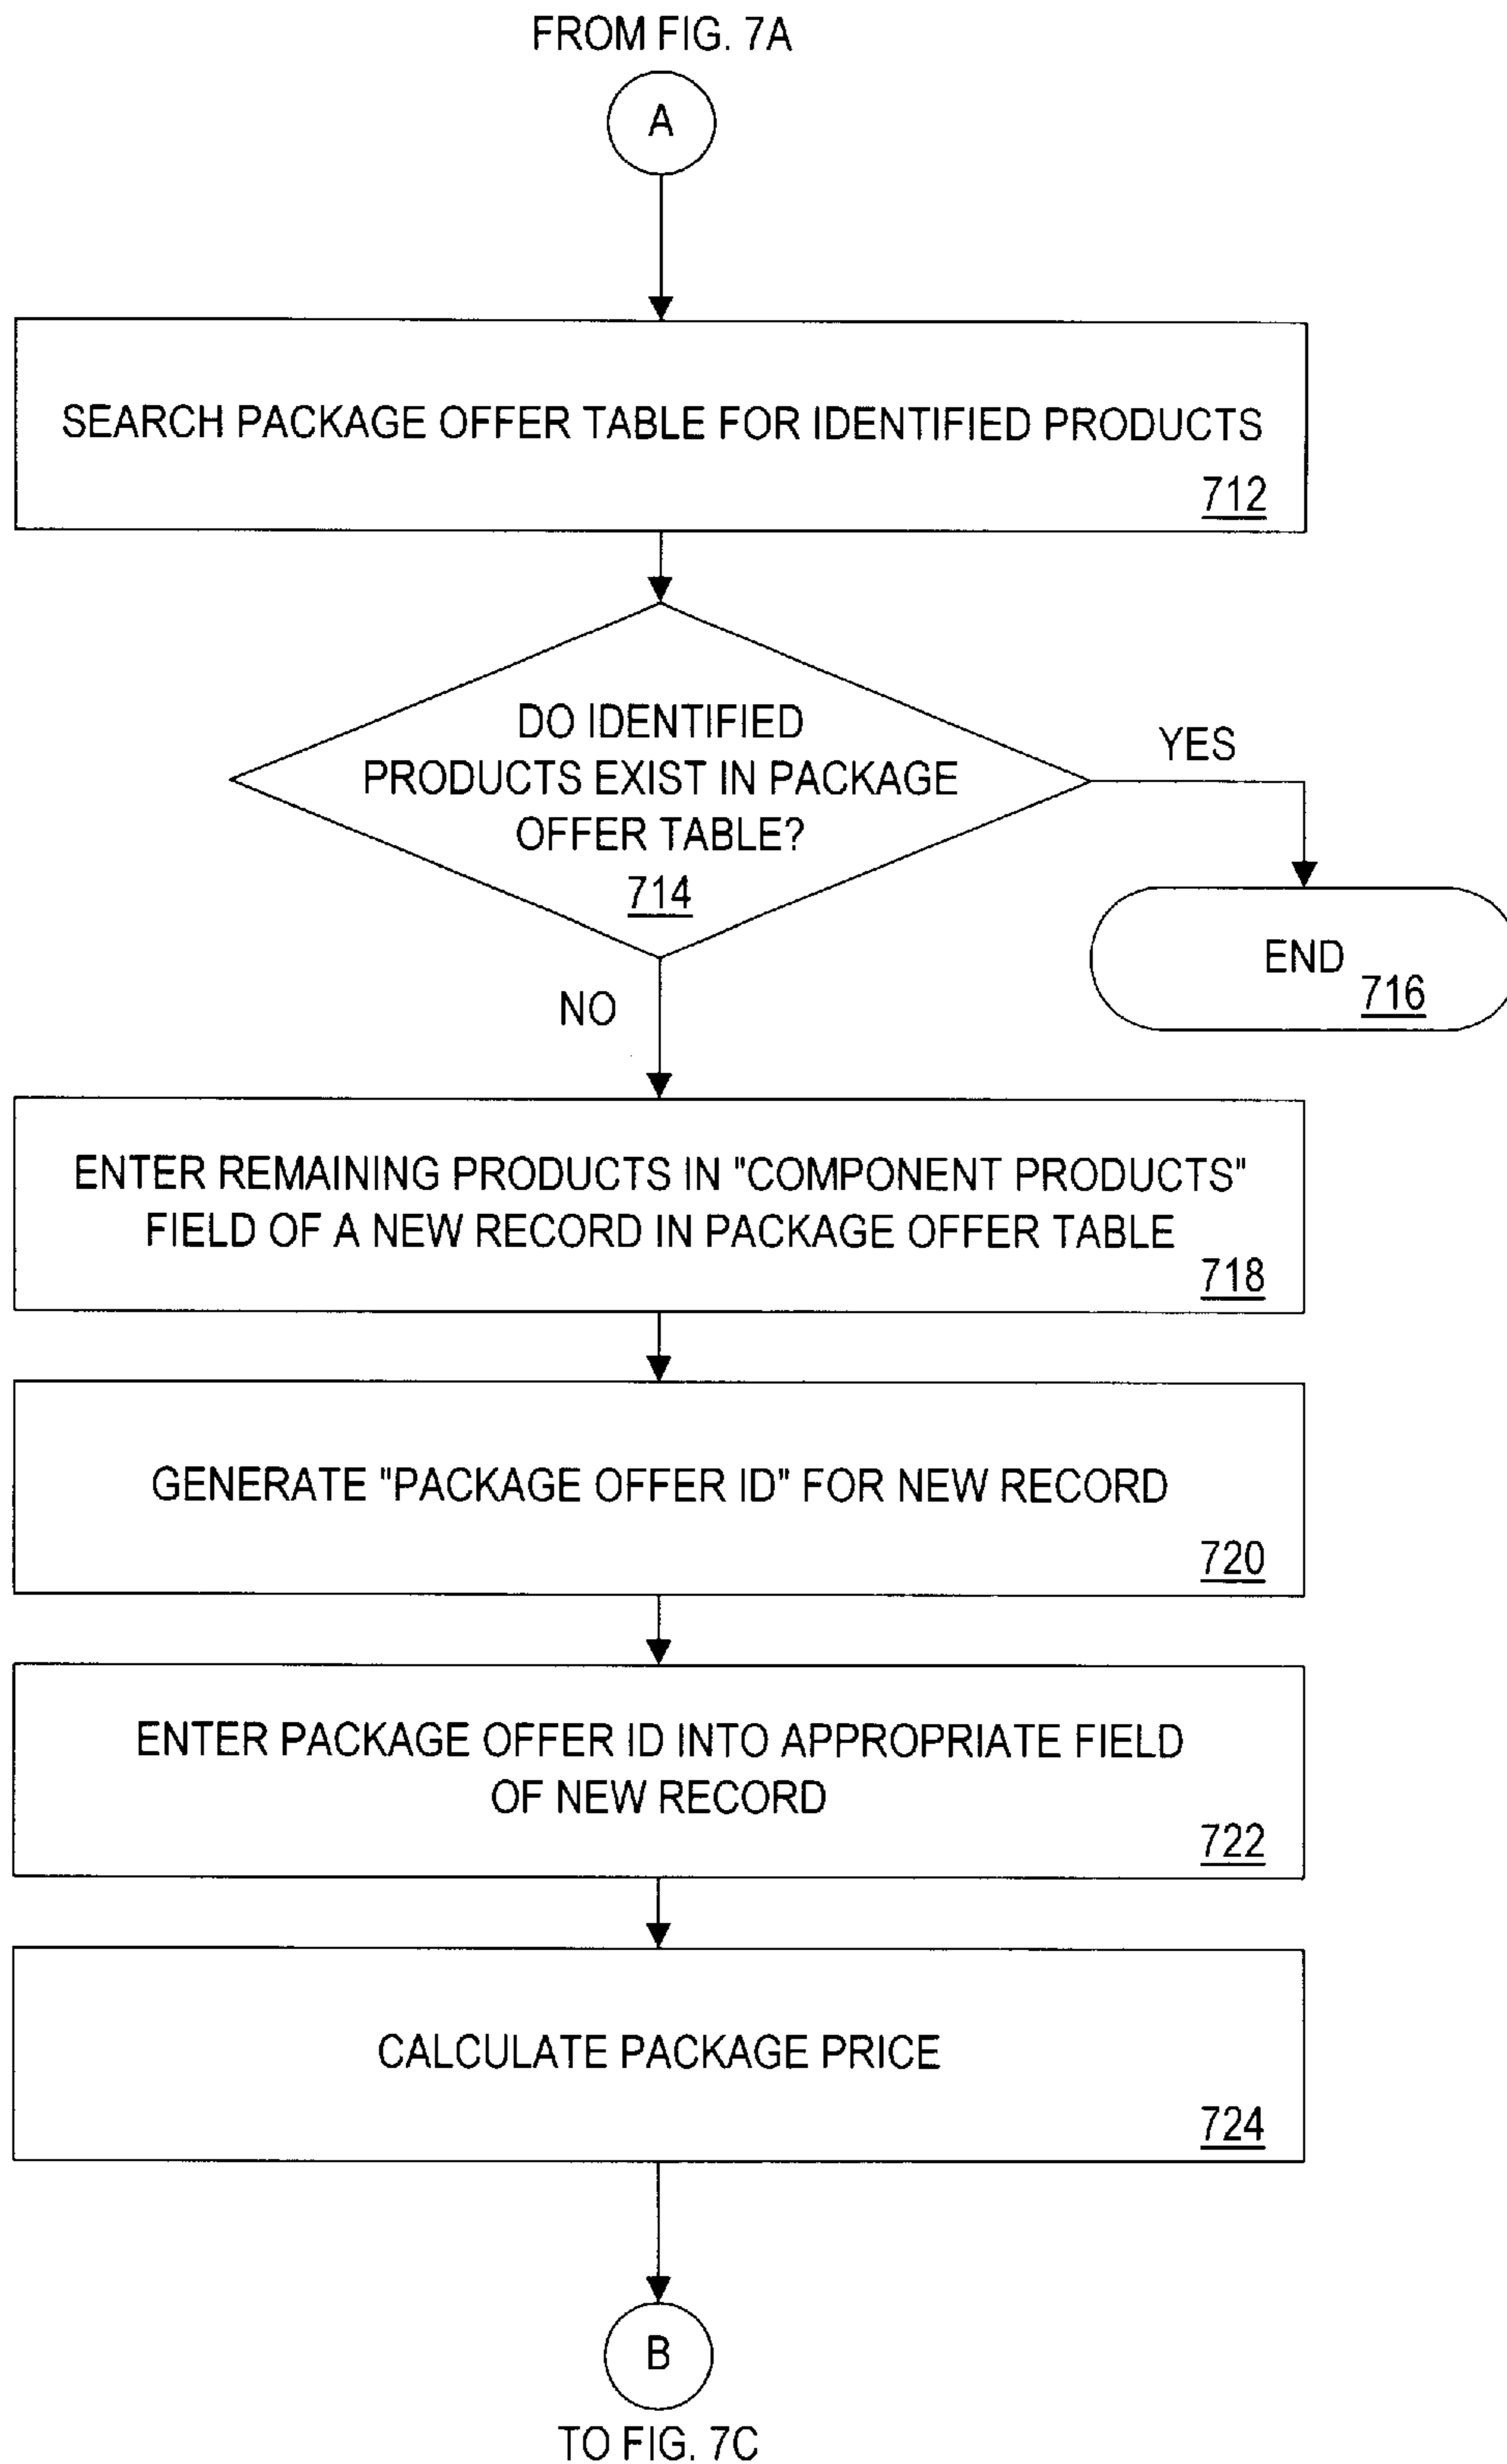 FROM FIG. 7A
A
SEARCH PACKAGE OFFER TABLE FOR IDENTIFIED PRODUCTS
712
DO IDENTIFIED
PRODUCTS EXIST IN PACKAGE
OFFER TABLE?
714
YES
END
716
NO
ENTER REMAINING PRODUCTS IN "COMPONENT PRODUCTS"
FIELD OF A NEW RECORD IN PACKAGE OFFER TABLE
718
GENERATE "PACKAGE OFFER ID" FOR NEW RECORD
720
ENTER PACKAGE OFFER ID INTO APPROPRIATE FIELD
OF NEW RECORD
722
CALCULATE PACKAGE PRICE
724
B
TO FIG. 7C